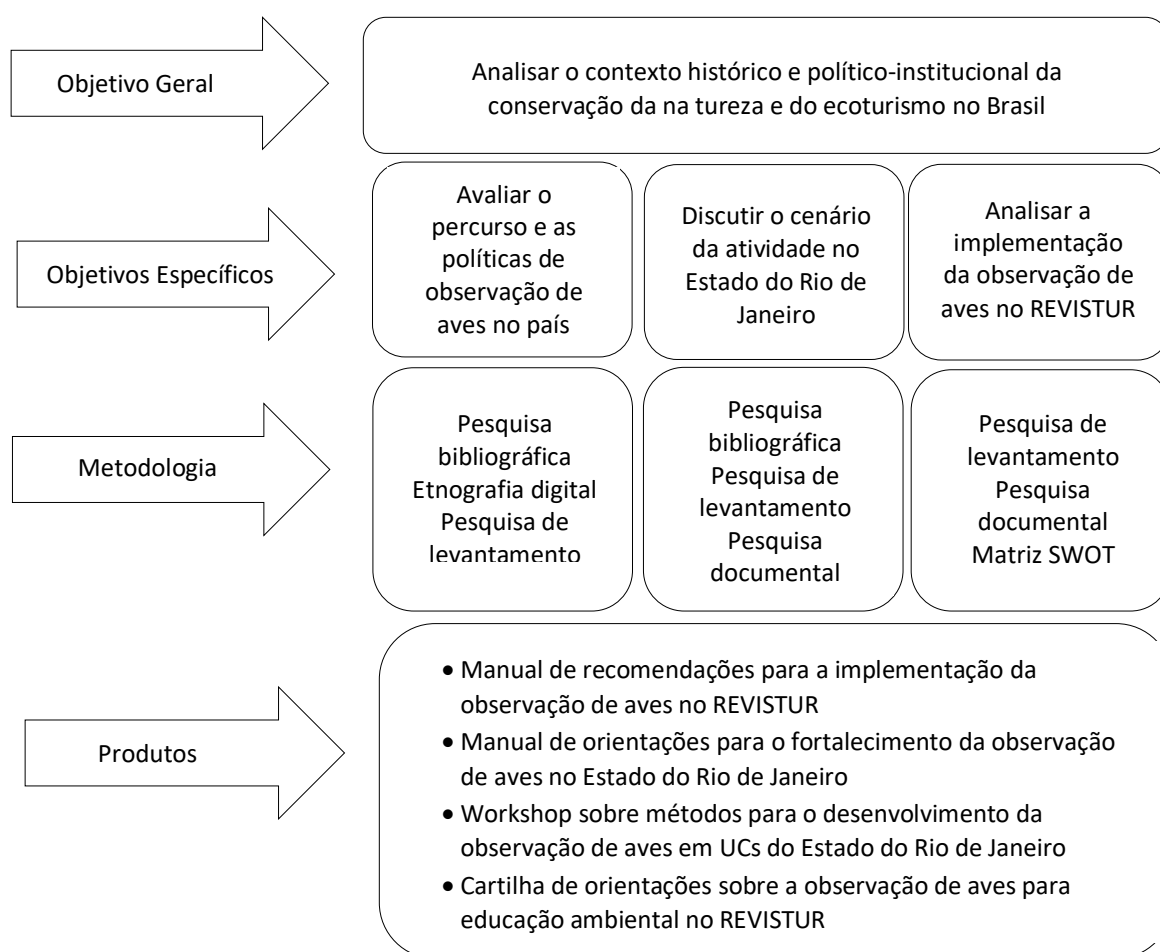 Objetivo Geral
Analisar o contexto histórico e político-institucional da
conservação da na tureza e do ecoturismo no Brasil
Objetivos Específicos
Avaliar o
percurso e as
políticas de
observação de
aves no país
Discutir o cenário
da atividade no
Estado do Rio de
Janeiro
Analisar a
implementação
da observação de
aves no REVISTUR
Metodologia
Pesquisa
bibliográfica
Etnografia digital
Pesquisa de
levantamento
Pesquisa
bibliográfica
Pesquisa de
levantamento
Pesquisa
documental
Pesquisa de
levantamento
Pesquisa
documental
Matriz SWOT
Produtos
• Manual de recomendações para a implementação da
observação de aves no REVISTUR
• Manual de orientações para o fortalecimento da observação
de aves no Estado do Rio de Janeiro
• Workshop sobre métodos para o desenvolvimento da
observação de aves em UCs do Estado do Rio de Janeiro
• Cartilha de orientações sobre a observação de aves para
educação ambiental no REVISTUR